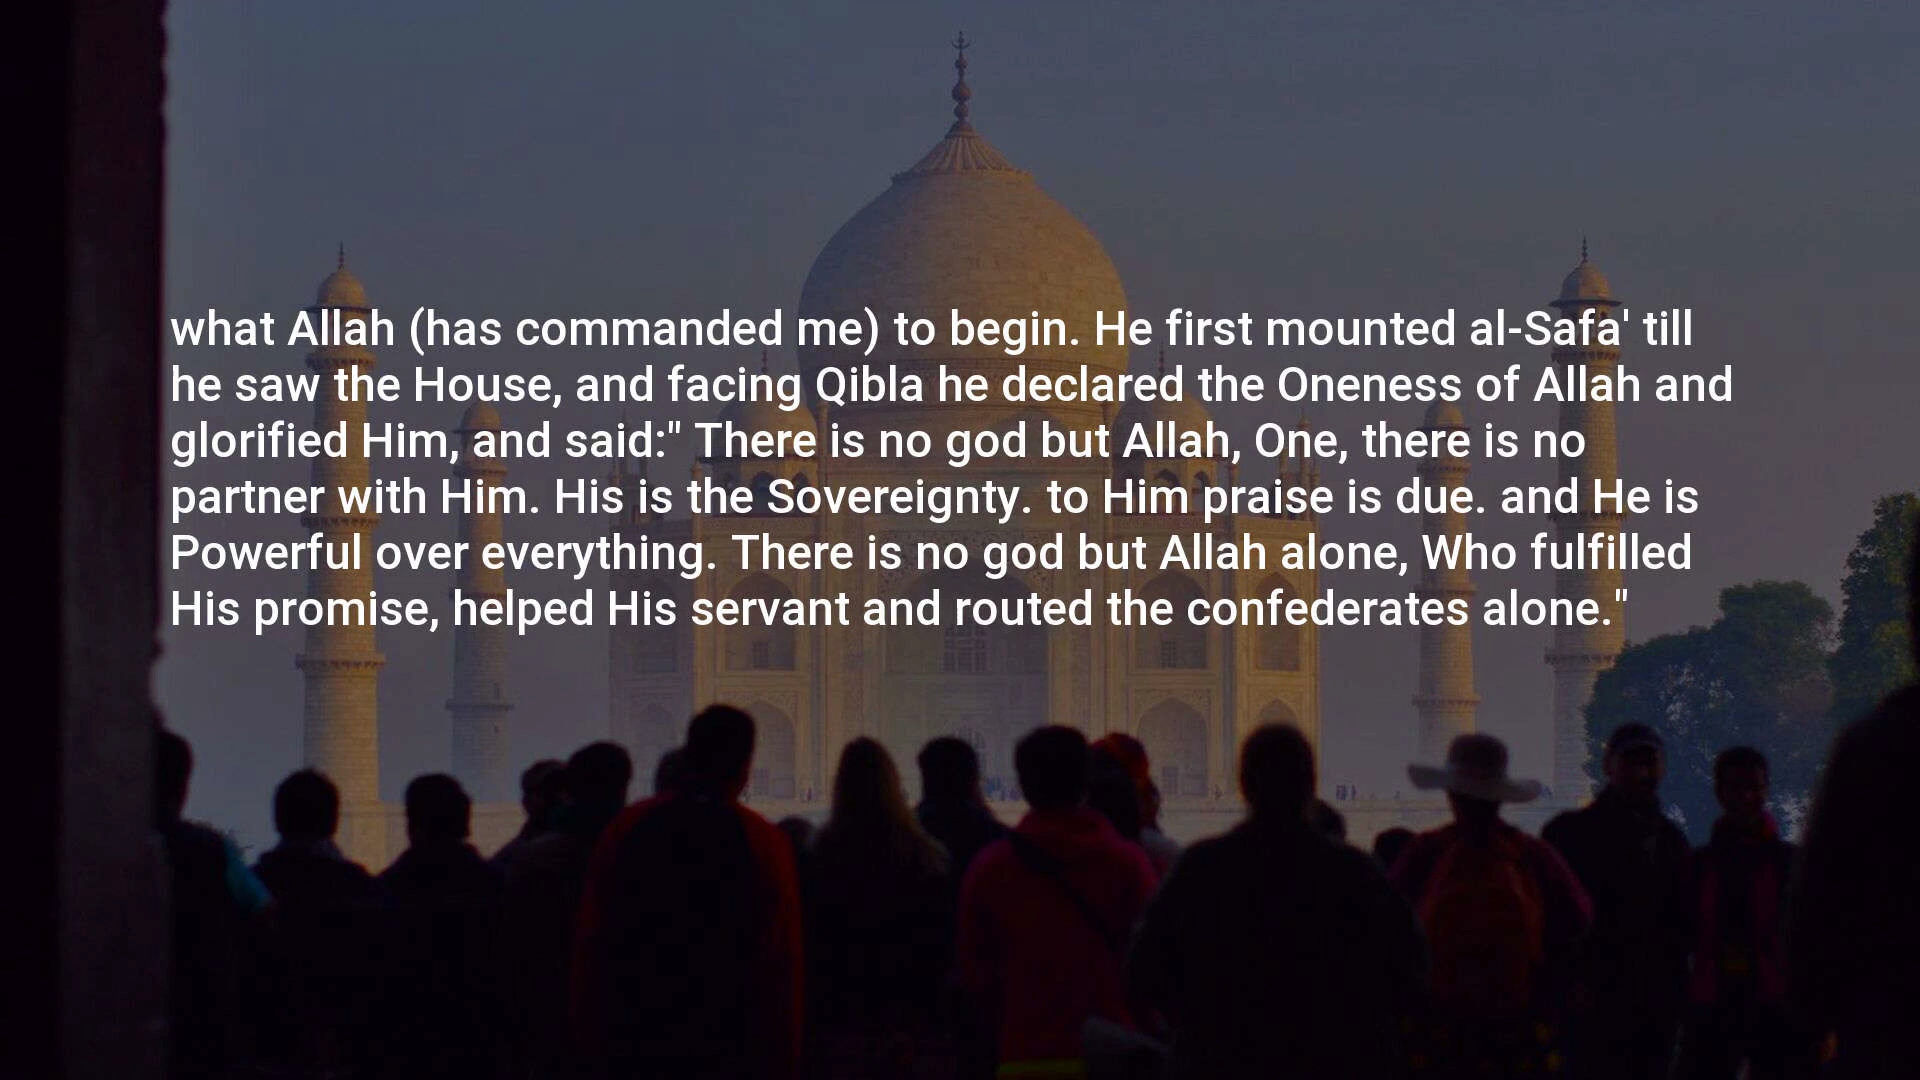 what Allah (has commanded me) to begin. He first mounted al-Safa' till
he saw the House, and facing Qibla he declared the Oneness of Allah and
glorified Him, and said:" There is no god but Allah, One, there is no
partner with Him. His is the Sovereignty. to Him praise is due. and He is
Powerful over everything. There is no god but Allah alone, Who fulfilled
His promise, helped His servant and routed the confederates alone."